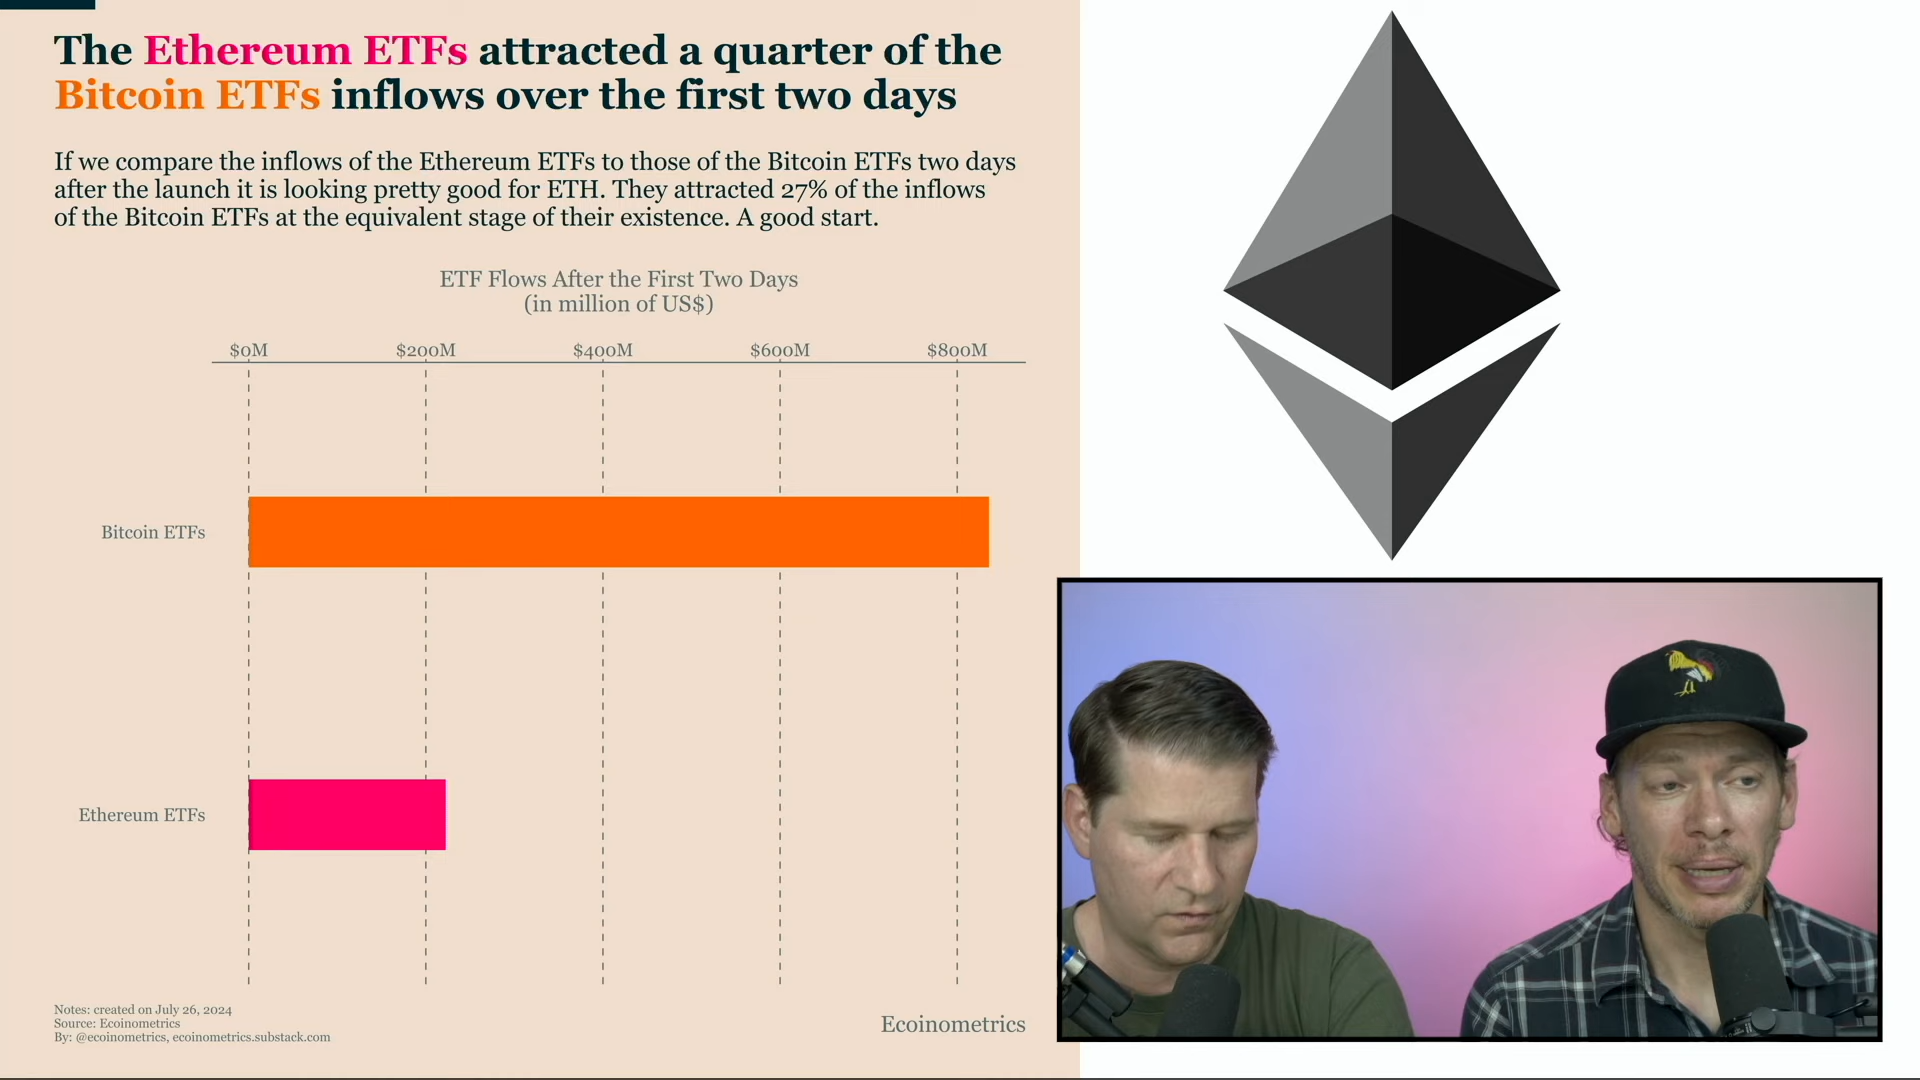 The Ethereum ETFs attracted a quarter of the
Bitcoin ETFs inflows over the first two days
If we compare the inflows of the Ethereum ETFs to those of the Bitcoin ETFs two days
after the launch it is looking pretty good for ETH. They attracted 27% of the inflows
of the Bitcoin ETFs at the equivalent stage of their existence. A good start.
ETF Flows After the First Two Days
(in million of US$)
$0M $200M $400M $600M $800M
Bitcoin ETFs
Ethereum ETFs
Notes: created on July 26, 2024
Source: Ecoinometrics
By: @ecoinometrics, ecoinometrics.substack.com
Ecoinometrics